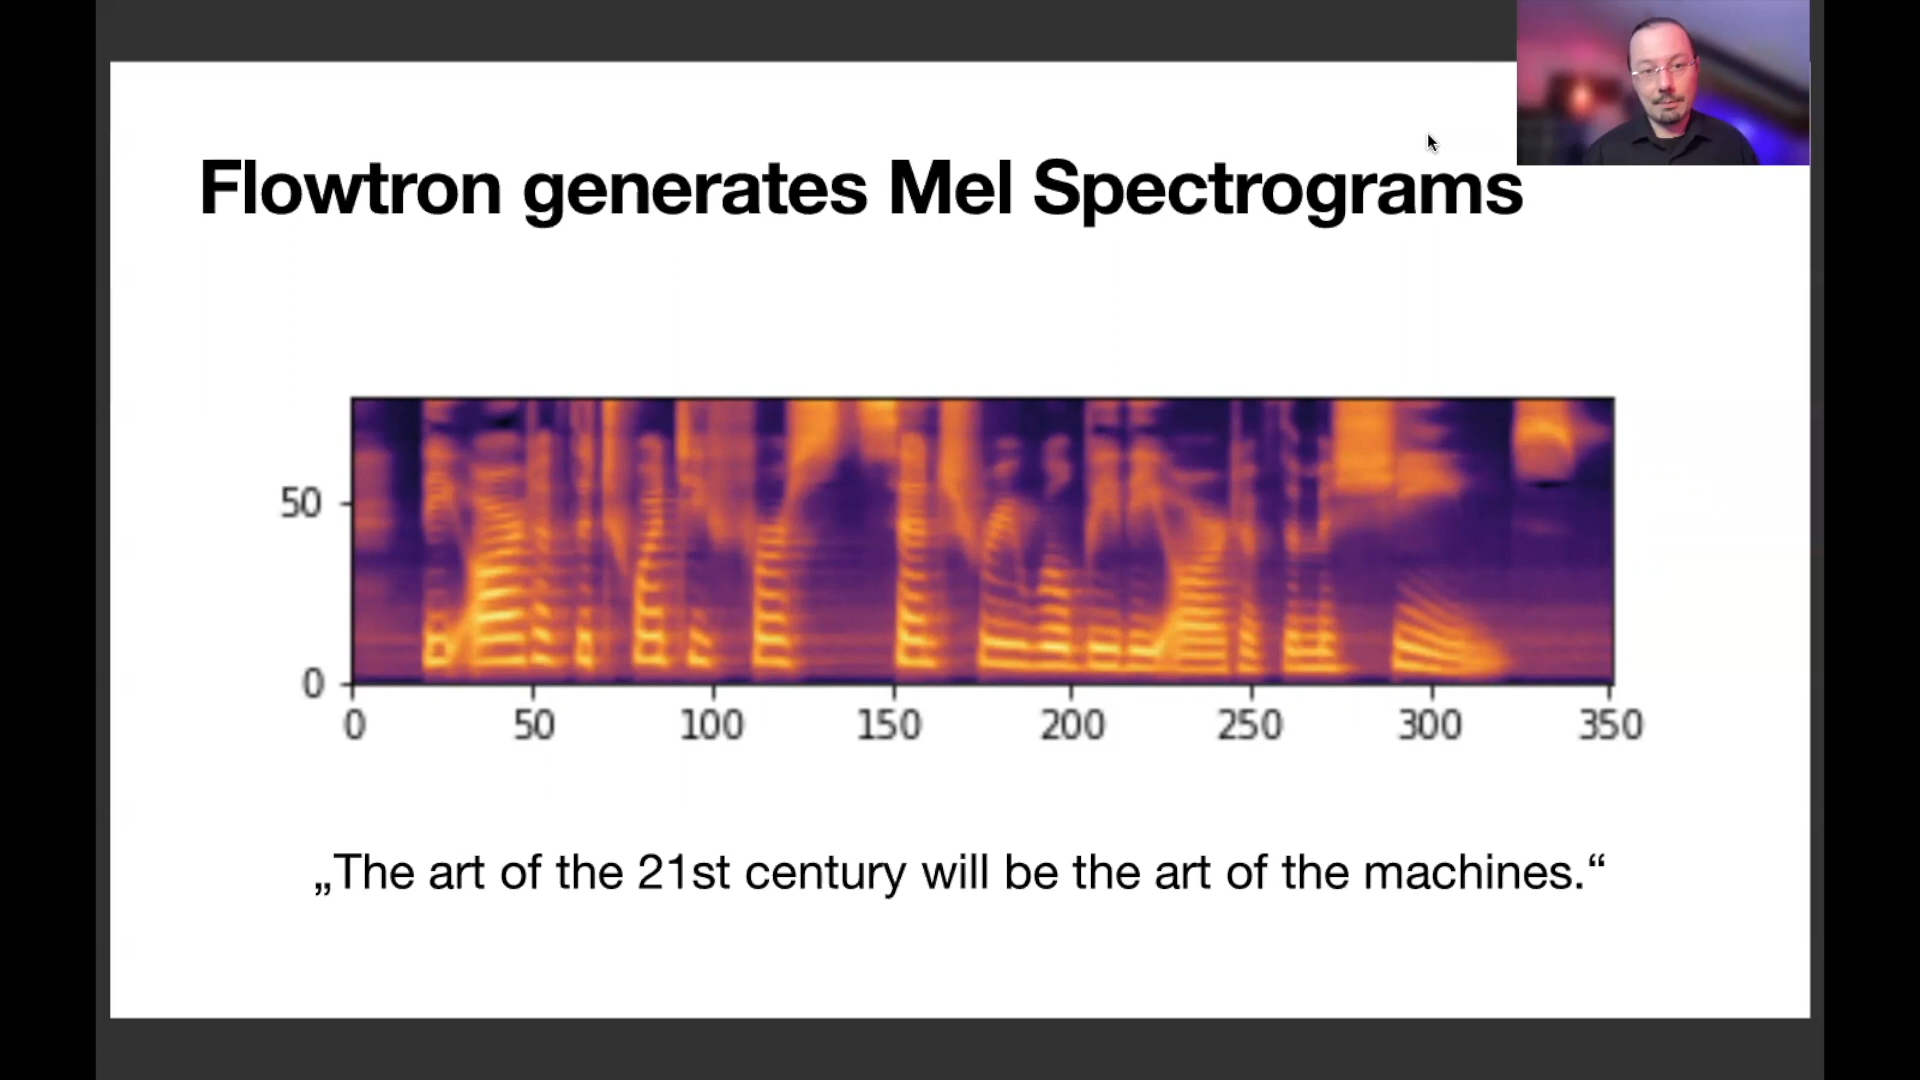 Flowtron generates Mel Spectrograms
50
0
0 50 100 150 200 250 300 350
„The art of the 21st century will be the art of the machines.“